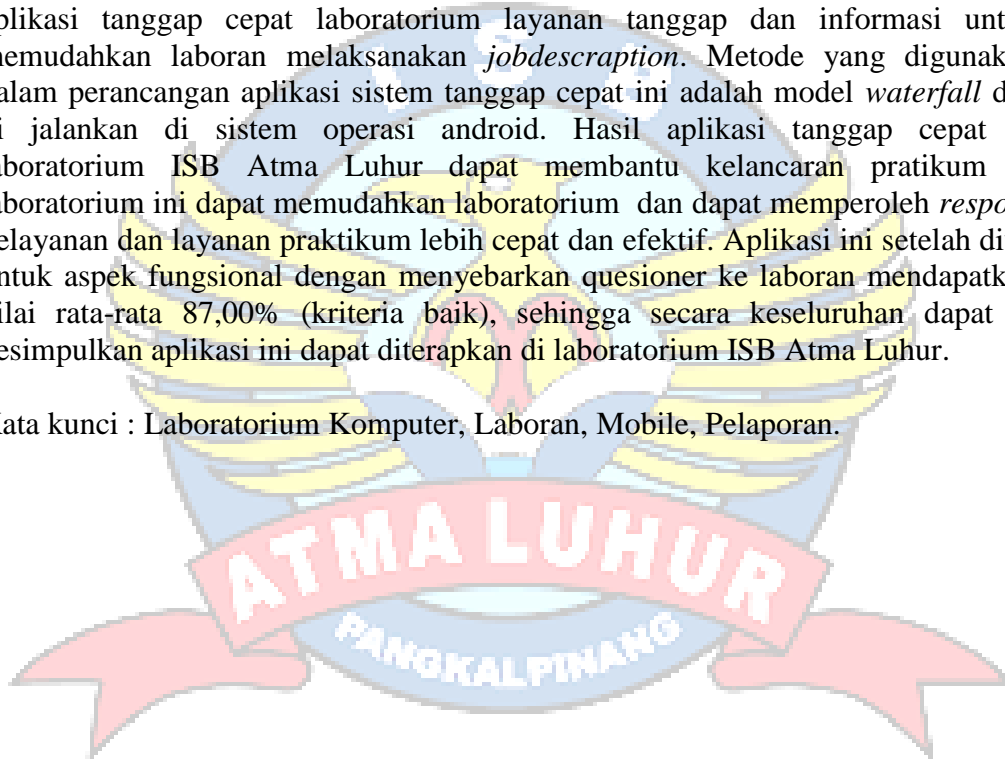 plikasi tanggap cepat laboratorium layanan tanggap dan informasi unt
emudahkan laboran melaksanakan jobdescraption. Metode yang digunak
alam perancangan aplikasi sistem tanggap cepat ini adalah model waterfall d
i jalankan di sistem operasi android. Hasil aplikasi tanggap cepat
aboratorium ISB Atma Luhur dapat membantu kelancaran pratikum
aboratorium ini dapat memudahkan laboratorium dan dapat memperoleh respo
elayanan dan layanan praktikum lebih cepat dan efektif. Aplikasi ini setelah di
ntuk aspek fungsional dengan menyebarkan quesioner ke laboran mendapatk
ilai rata-rata 87,00% (kriteria baik), sehingga secara keseluruhan dapat
esimpulkan aplikasi ini dapat diterapkan di laboratorium ISB Atma Luhur.
ata kunci : Laboratorium Komputer, Laboran, Mobile, Pelaporan.
I S B
ATMA LUHUR
PANGKALPINANG